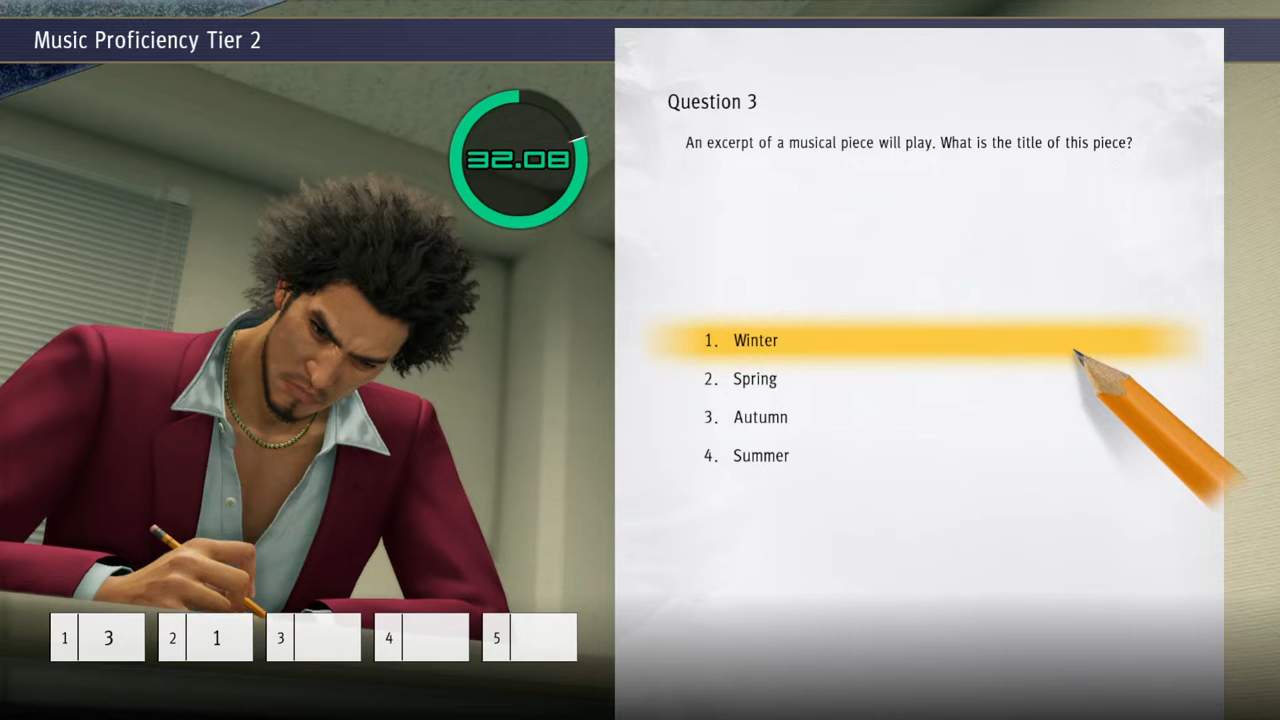 Music Proficiency Tier 2
32.08
Question 3
An excerpt of a musical piece will play. What is the title of this piece?
1. Winter
2. Spring
3. Autumn
4. Summer
1 3 2 1 3 4 5